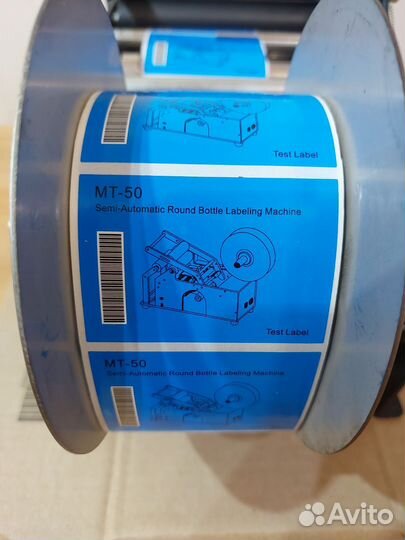 Test Label
MT-50
Semi-Automatic Round Bottle Labeling Machine
Test Label
MT-50
Semi-Automatic Round Bottle Labeling Machine
Avito